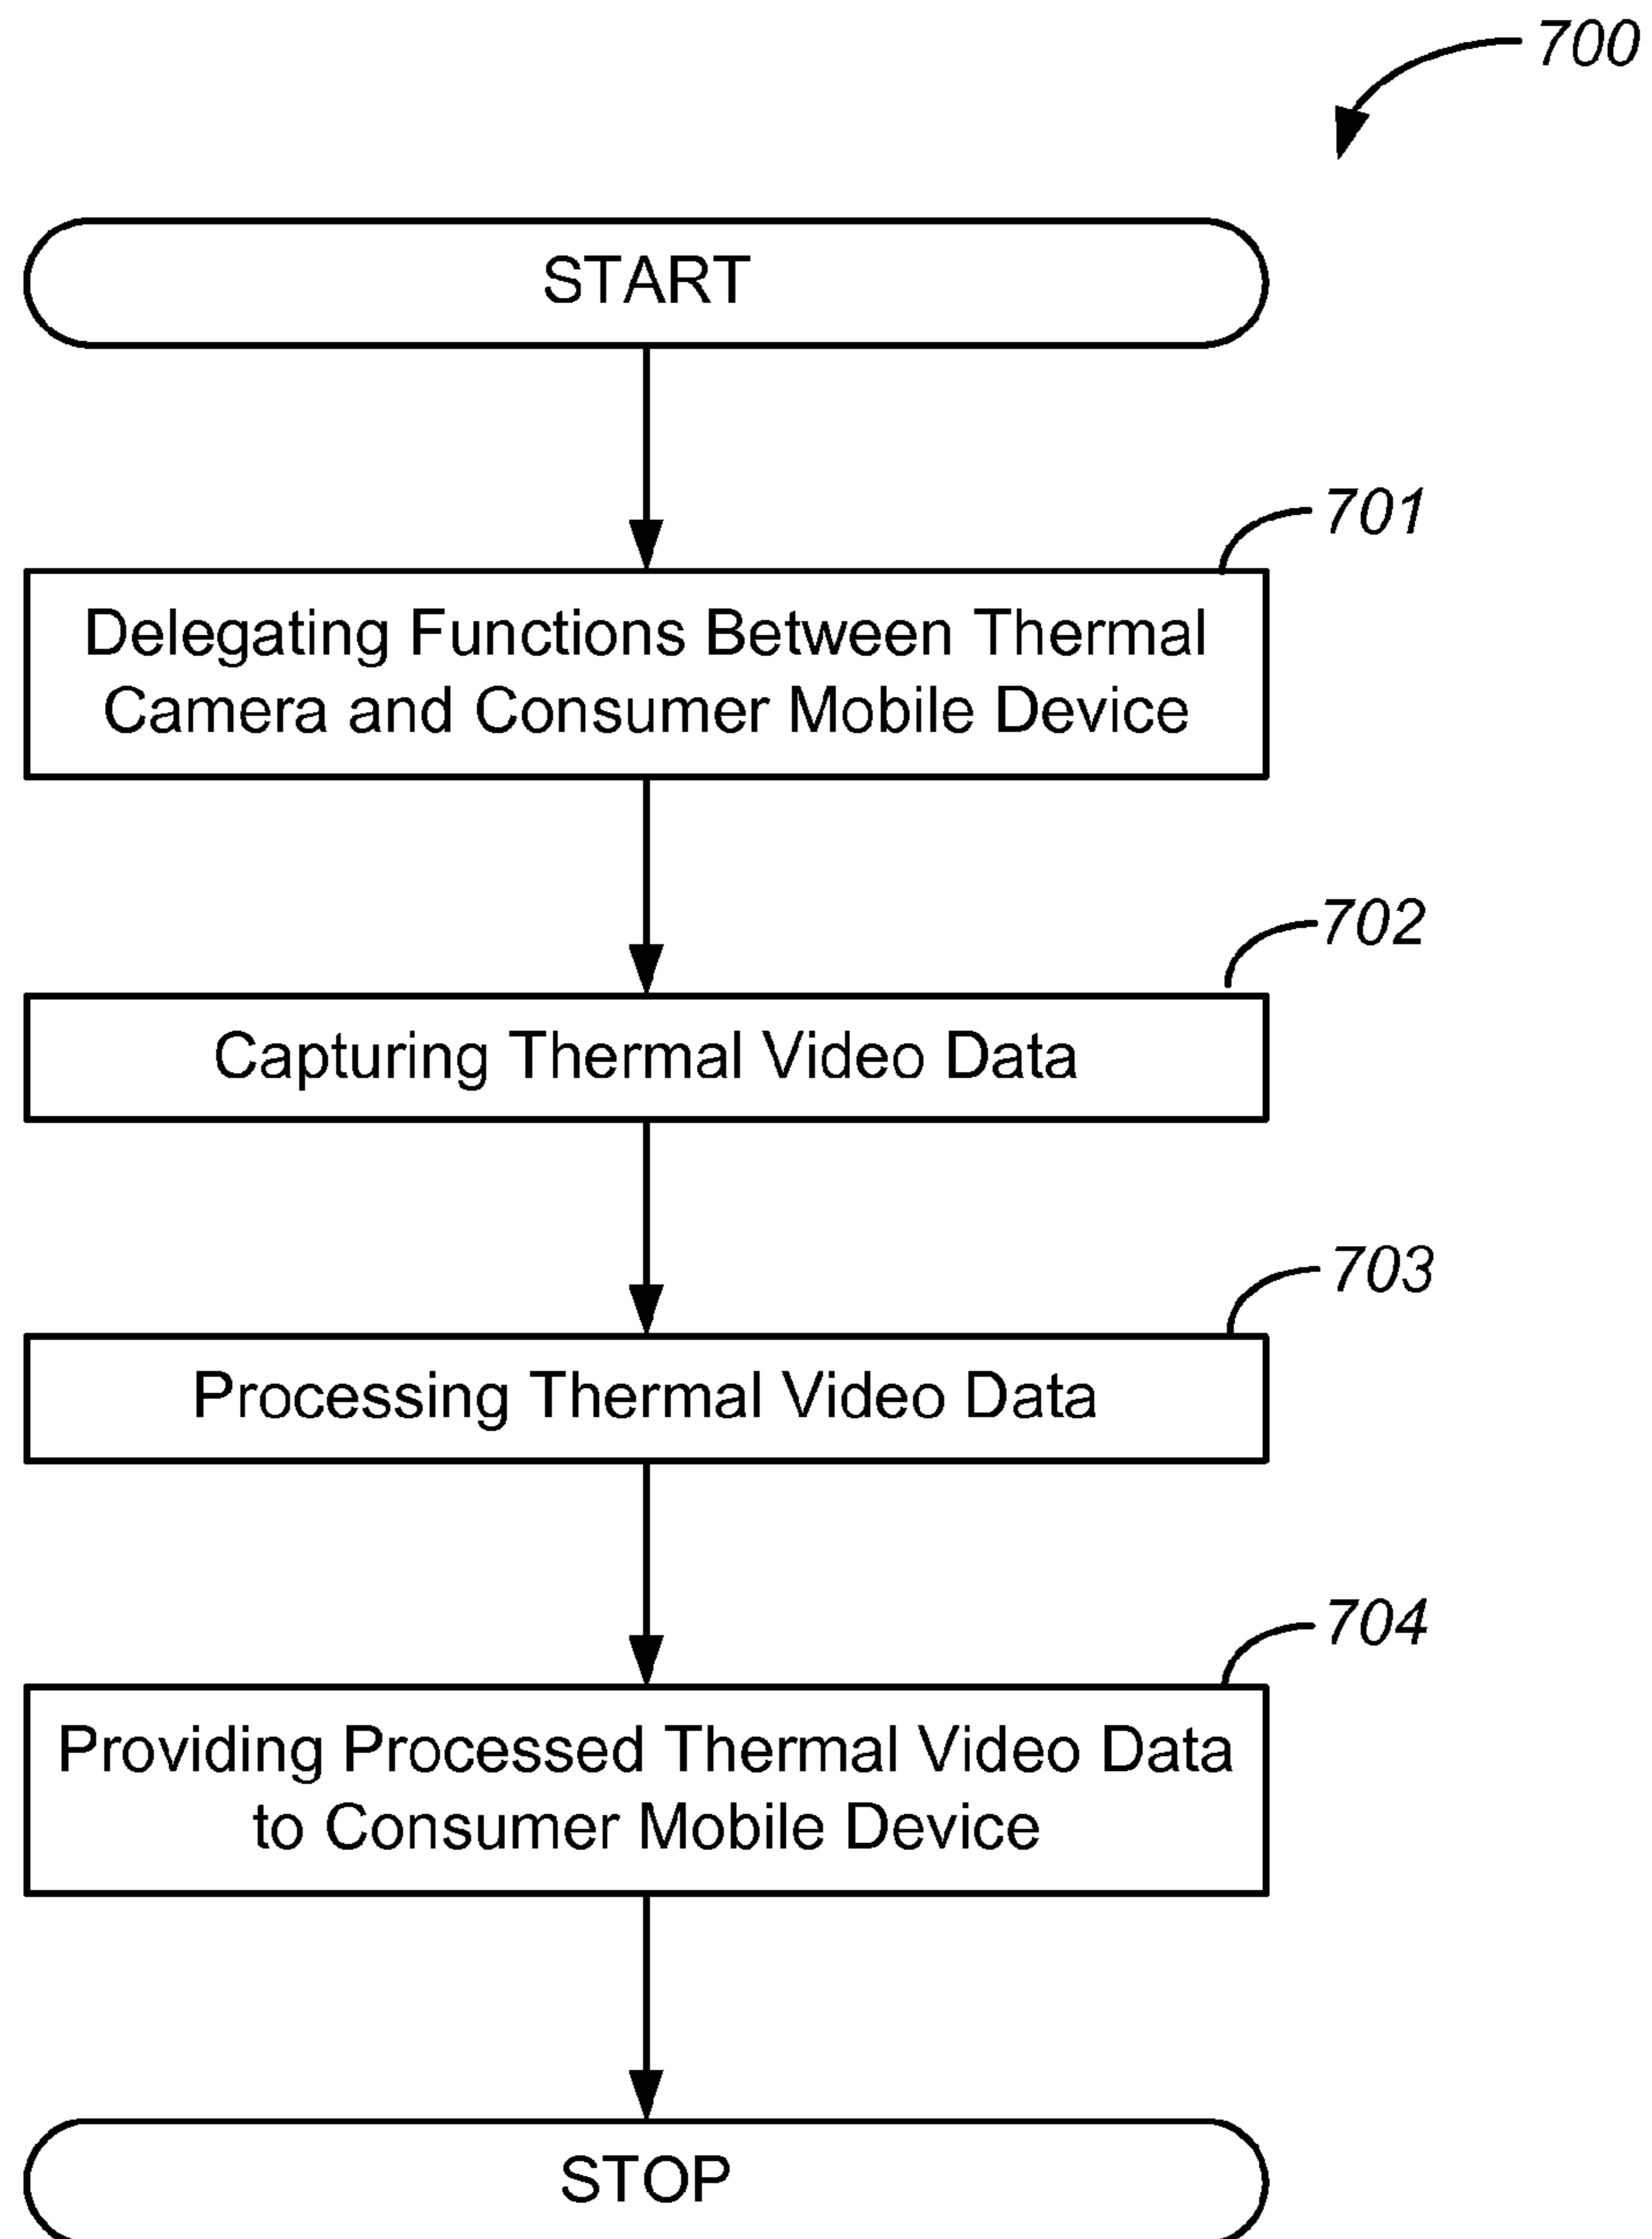 700
START
701
Delegating Functions Between Thermal
Camera and Consumer Mobile Device
702
Capturing Thermal Video Data
703
Processing Thermal Video Data
704
Providing Processed Thermal Video Data
to Consumer Mobile Device
STOP